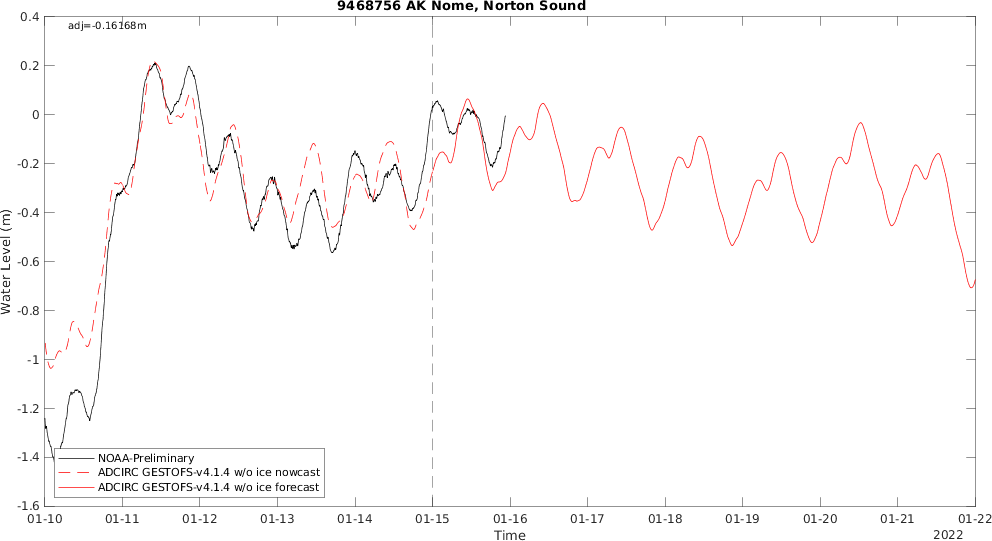 9468756 AK Nome, Norton Sound
adj=-0.16168m
0.4
0.2
0
-0.2
-0.4
-0.6
-0.8
-1
-1.2
-1.4
-1.6
Water Level (m)
NOAA-Preliminary
ADCIRC GESTOFS-v4.1.4 w/o ice nowcast
ADCIRC GESTOFS-v4.1.4 w/o ice forecast
01-10 01-11 01-12 01-13 01-14 01-15 01-16 01-17 01-18 01-19 01-20 01-21 01-22
Time
2022